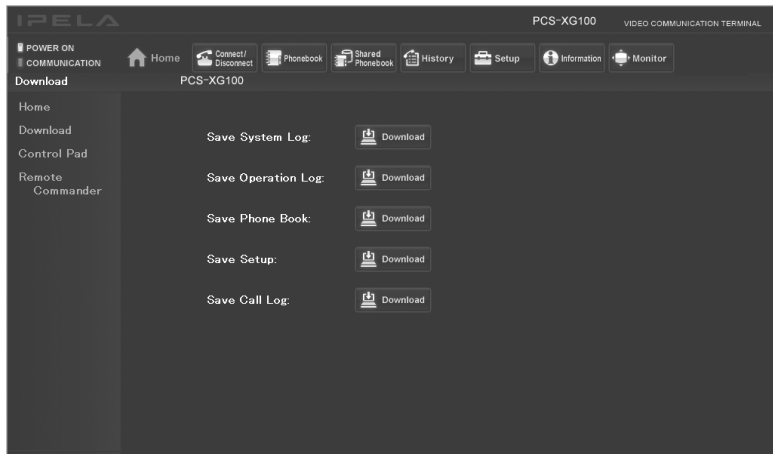 IPELA
PCS-XG100 VIDEO COMMUNICATION TERMINAL
POWER ON
COMMUNICATION
Home
Connect/
Disconnect
Phonebook
Shared
Phonebook
History
Setup
Information
Monitor
Download PCS-XG100
Home
Download
Control Pad
Remote
Commander
Save System Log: Download
Save Operation Log: Download
Save Phone Book: Download
Save Setup: Download
Save Call Log: Download